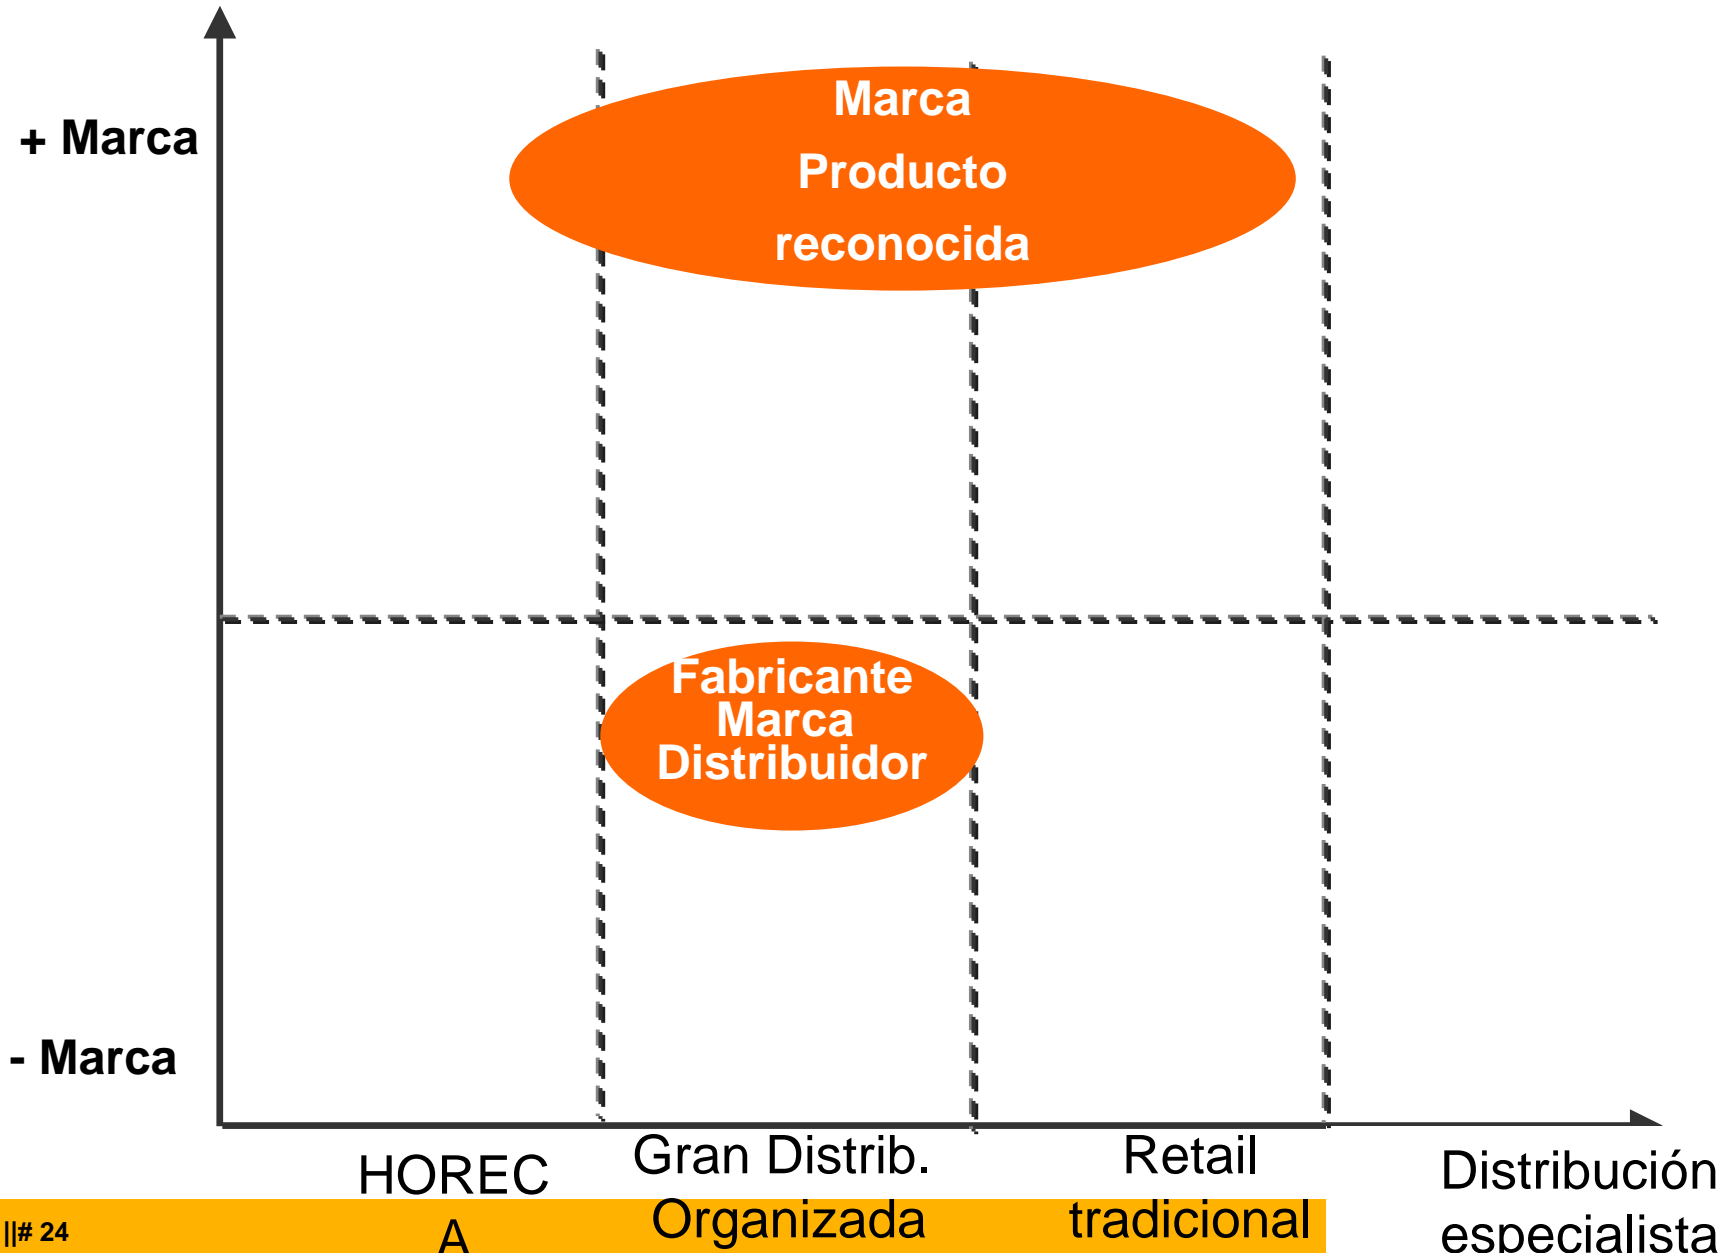 + Marca
Marca
Producto
reconocida
Fabricante
Marca
Distribuidor
- Marca
HOREC
A
Gran Distrib.
Organizada
Retail
tradicional
Distribución
especialista
||# 24